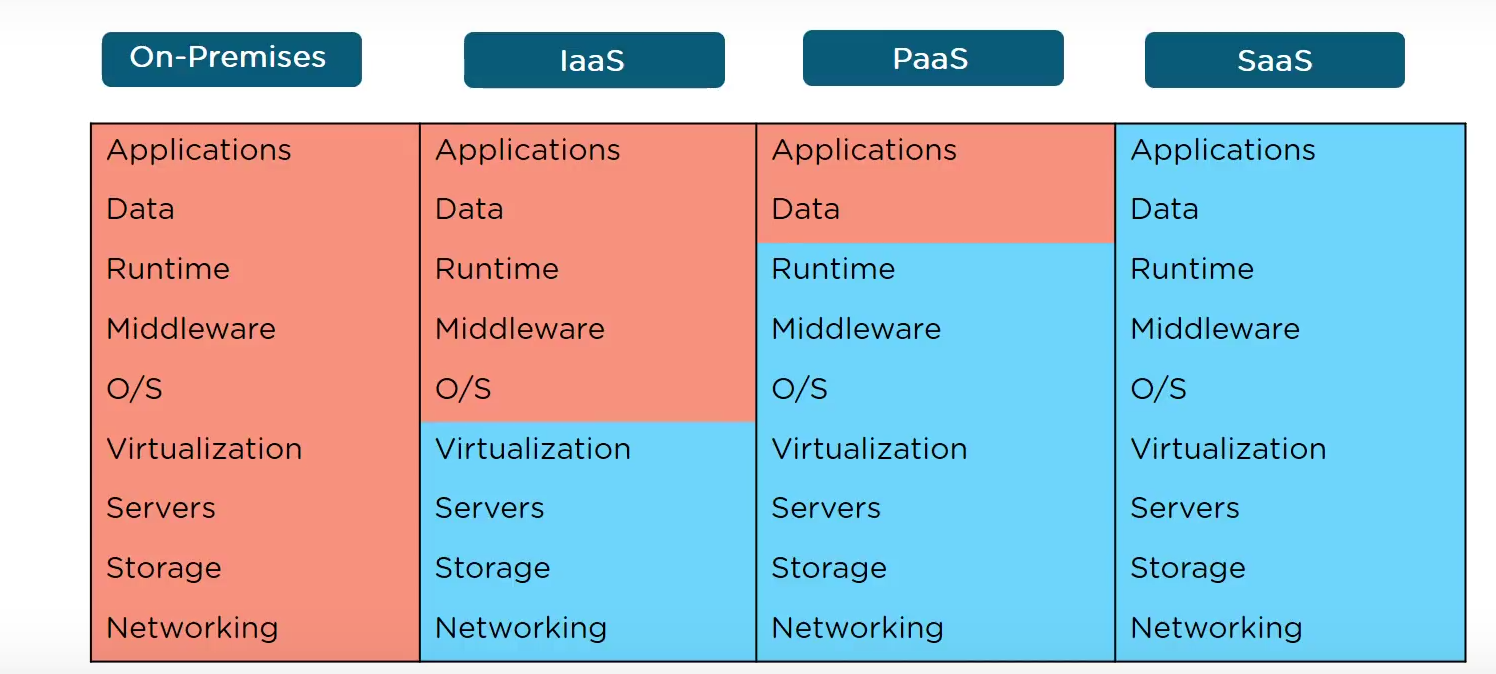 On-Premises
IaaS
PaaS
SaaS
Applications
Data
Runtime
Middleware
O/S
Virtualization
Servers
Storage
Networking
Applications
Data
Runtime
Middleware
O/S
Virtualization
Servers
Storage
Networking
Applications
Data
Runtime
Middleware
O/S
Virtualization
Servers
Storage
Networking
Applications
Data
Runtime
Middleware
O/S
Virtualization
Servers
Storage
Networking